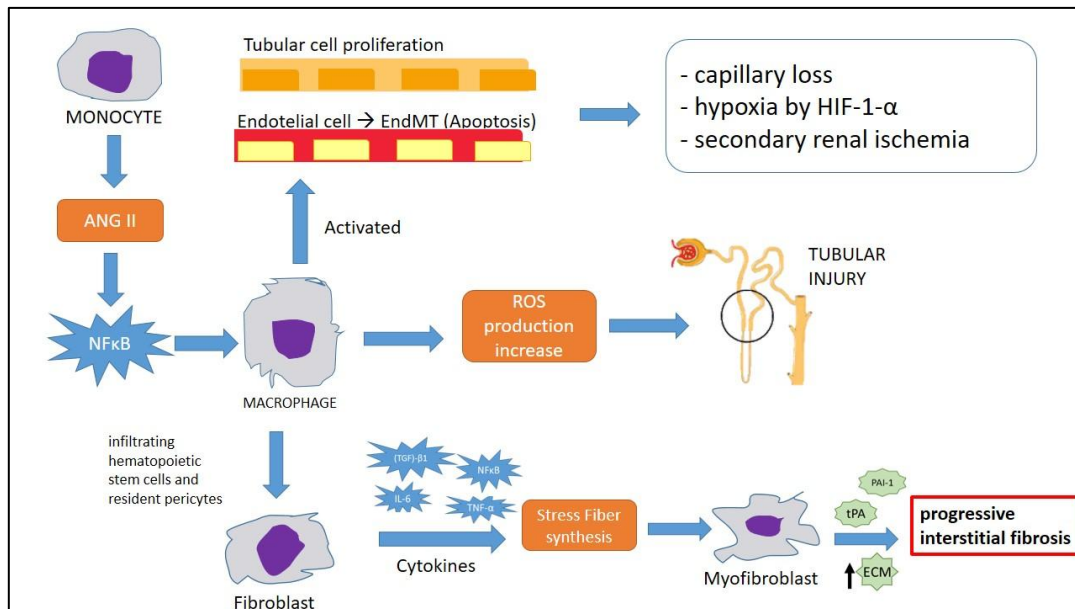 MONOCYTE
ANG II
NFκB
Tubular cell proliferation
Endotelial cell → EndMT (Apoptosis)
- capillary loss
- hypoxia by HIF-1-α
- secondary renal ischemia
Activated
MACROPHAGE
ROS
production
increase
TUBULAR
INJURY
infiltrating
hematopoietic
stem cells and
resident pericytes
Fibroblast
(TGF)-β1
NFκB
IL-6
TNF-α
Cytokines
Stress Fiber
synthesis
Myofibroblast
PAI-1
tPA
ECM
progressive
interstitial fibrosis